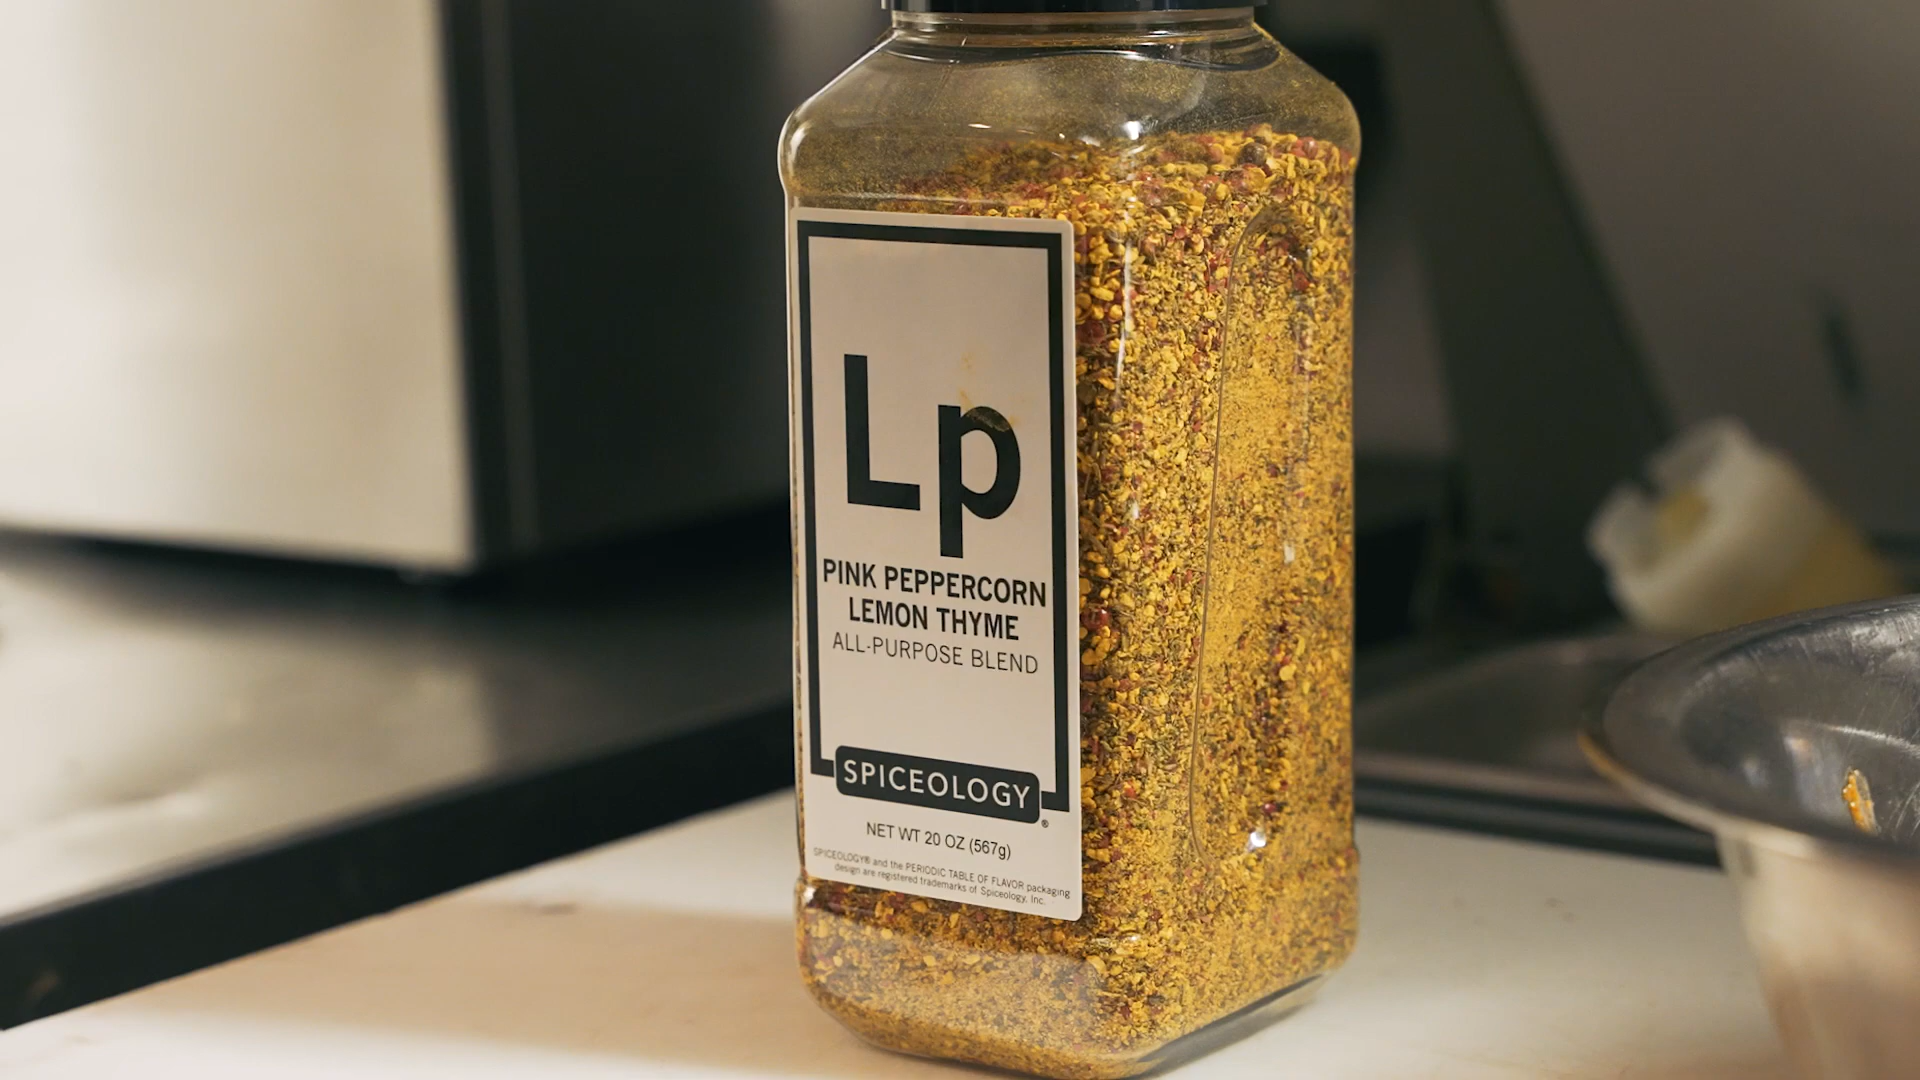 Lp
PINK PEPPERCORN
LEMON THYME
ALL-PURPOSE BLEND
SPICEOLOGY®
NET WT 20 OZ (567g)
SPICEOLOGY® and the PERIODIC TABLE OF FLAVOR packaging
design are registered trademarks of Spiceology, Inc.